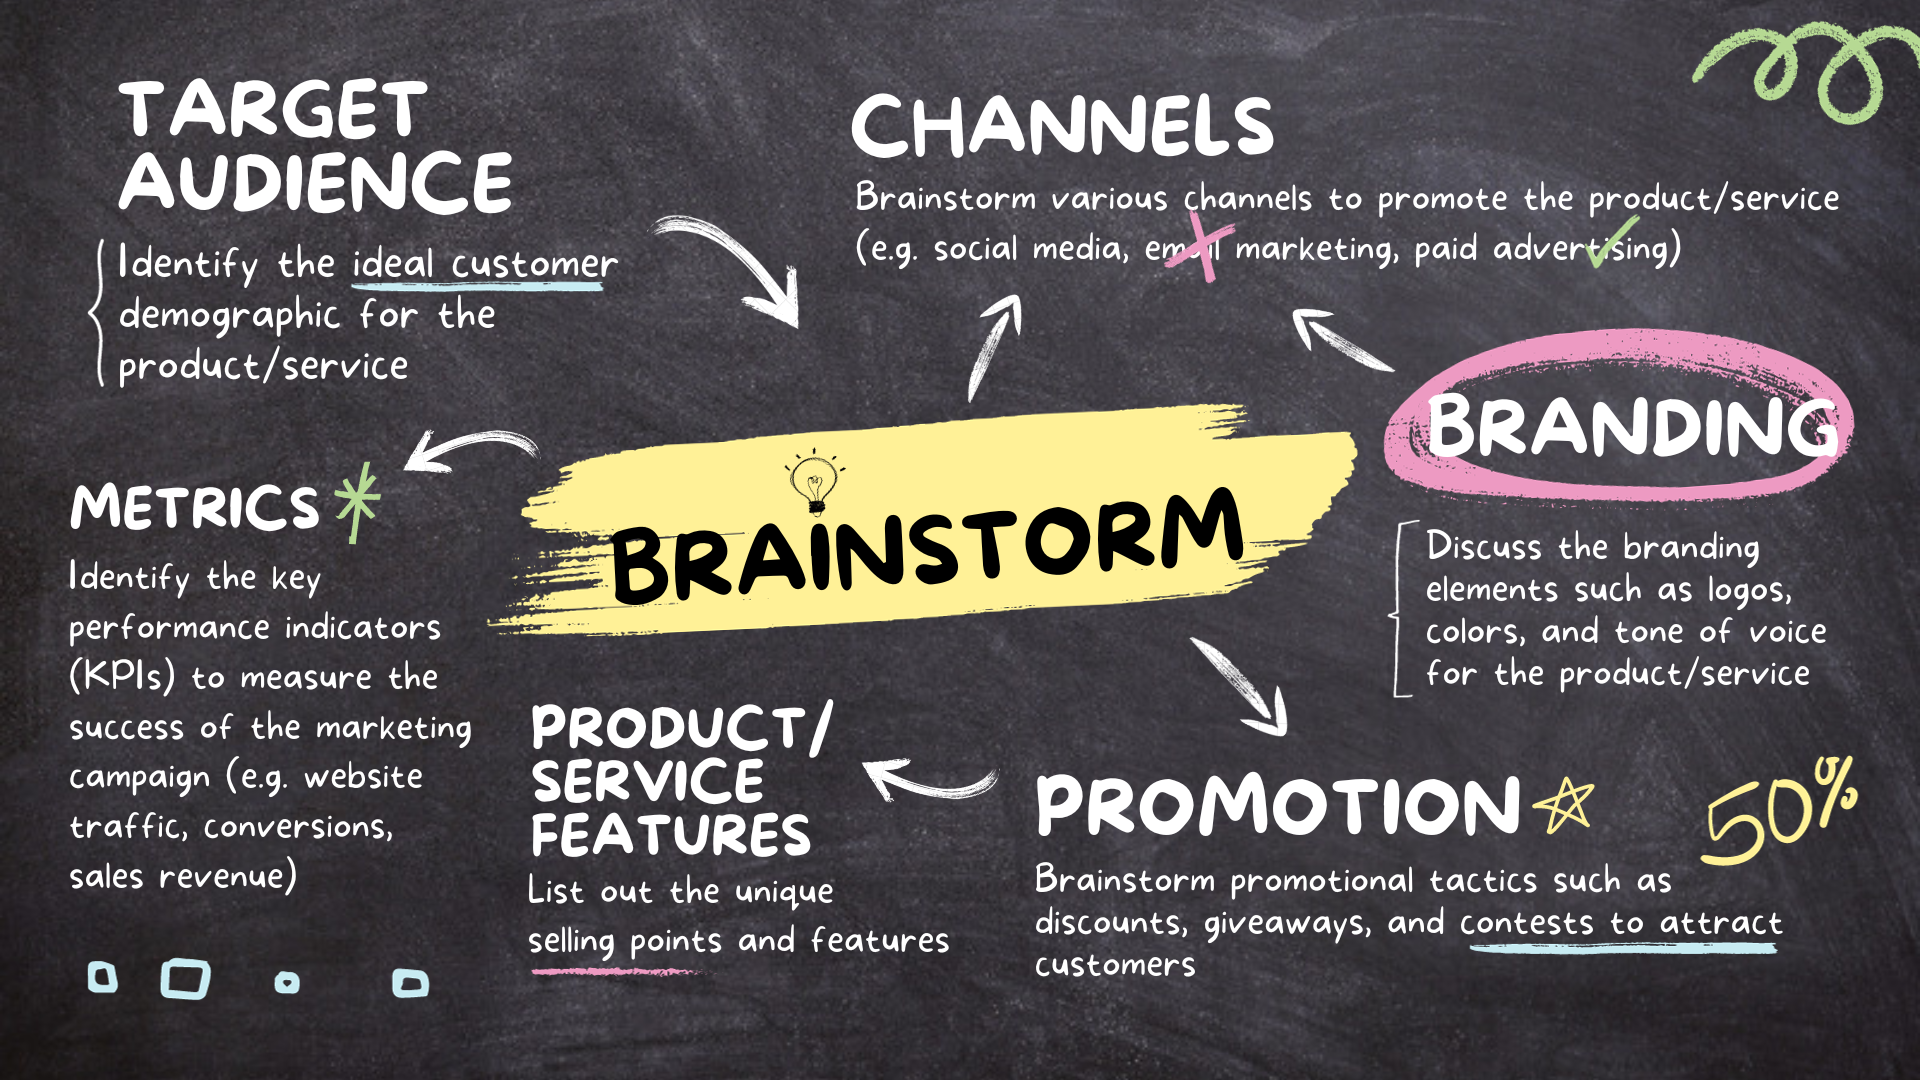 TARGET
AUDIENCE
Identify the ideal customer
demographic for the
product/service
CHANNELS
Brainstorm various channels to promote the product/service
(e.g. social media, email marketing, paid advertising)
BRANDING
Discuss the branding
elements such as logos,
colors, and tone of voice
for the product/service
BRAINSTORM
METRICS
Identify the key
performance indicators
(KPIs) to measure the
success of the marketing
campaign (e.g. website
traffic, conversions,
sales revenue)
PRODUCT/
SERVICE
FEATURES
List out the unique
selling points and features
PROMOTION
50%
Brainstorm promotional tactics such as
discounts, giveaways, and contests to attract
customers